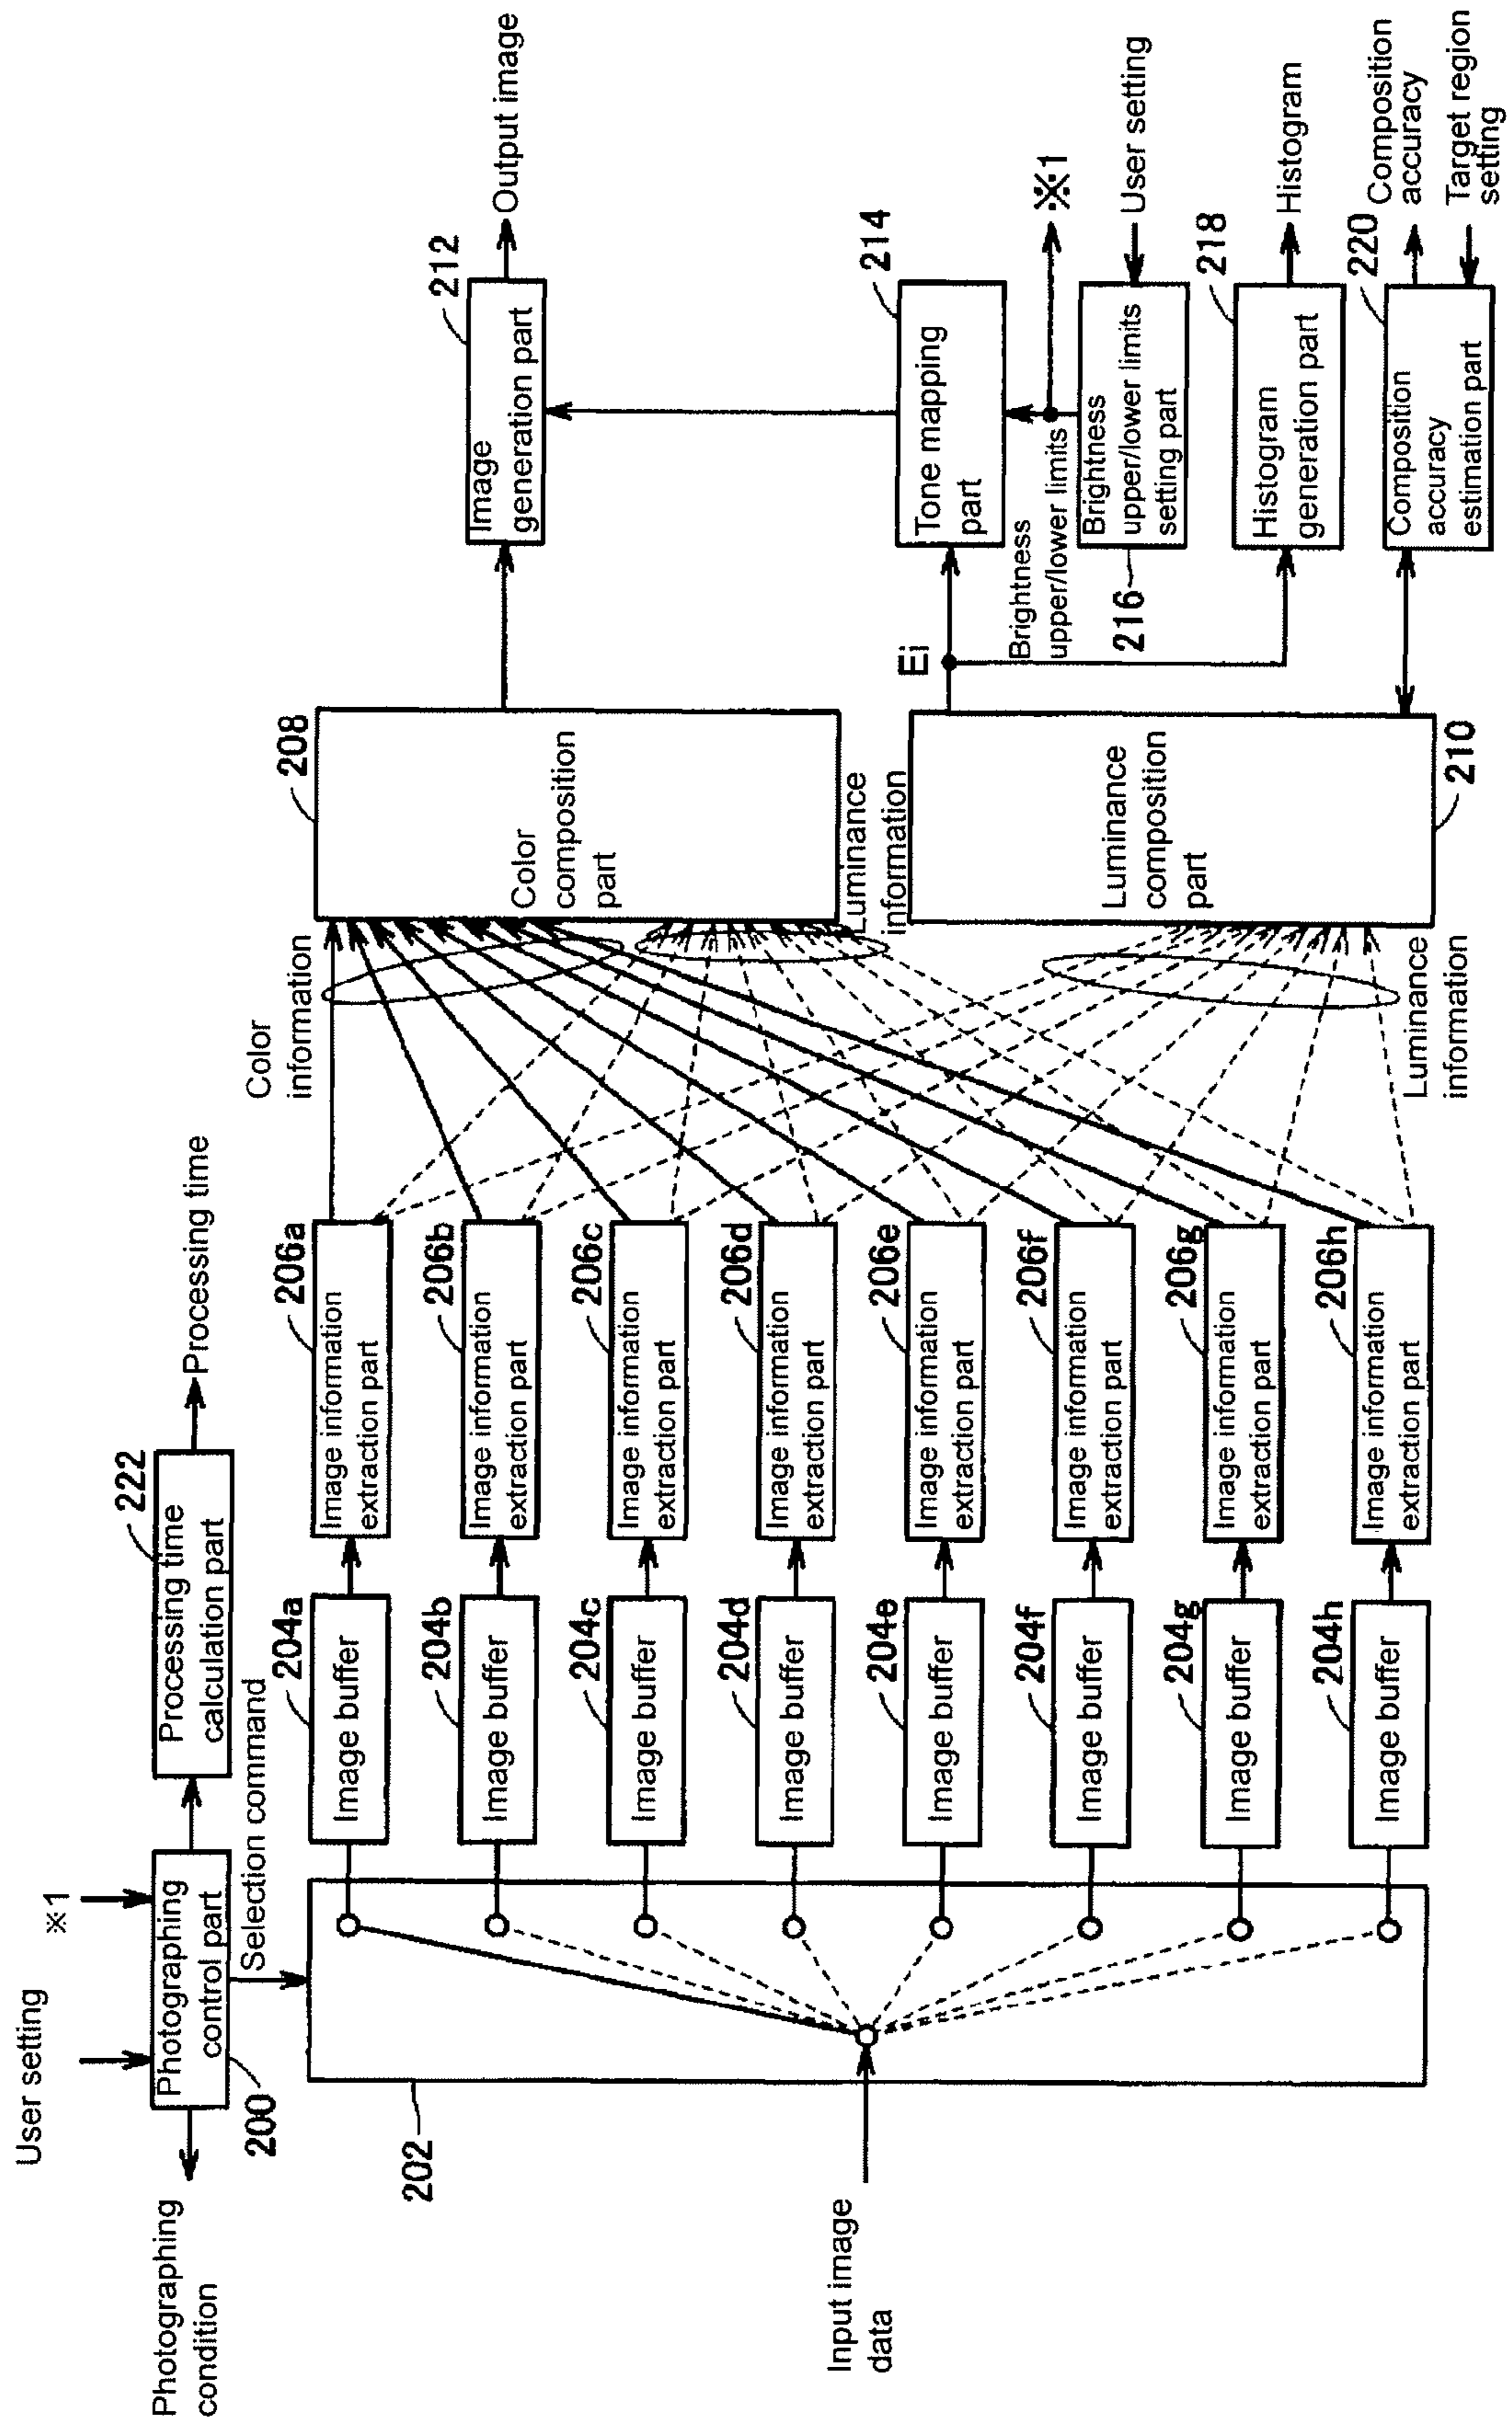 User setting
※1
Photographing
condition
Photographing
control part
200
Processing time
calculation part
222
Processing time
Selection command
202
Input image
data
204a
Image buffer
204b
Image buffer
204c
Image buffer
204d
Image buffer
204e
Image buffer
204f
Image buffer
204g
Image buffer
204h
Image buffer
206a
Image information
extraction part
206b
Image information
extraction part
206c
Image information
extraction part
206d
Image information
extraction part
206e
Image information
extraction part
206f
Image information
extraction part
206g
Image information
extraction part
206h
Image information
extraction part
Color
information
Luminance
information
Luminance
information
208
Color
composition
part
Luminance
composition
part
210
Ei
212
Image
generation part
Output image
214
Tone mapping
part
Brightness
upper/lower limits
※1
216
Brightness
upper/lower limits
setting part
User setting
218
Histogram
generation part
Histogram
220
Composition
accuracy
estimation part
Composition
accuracy
Target region
setting